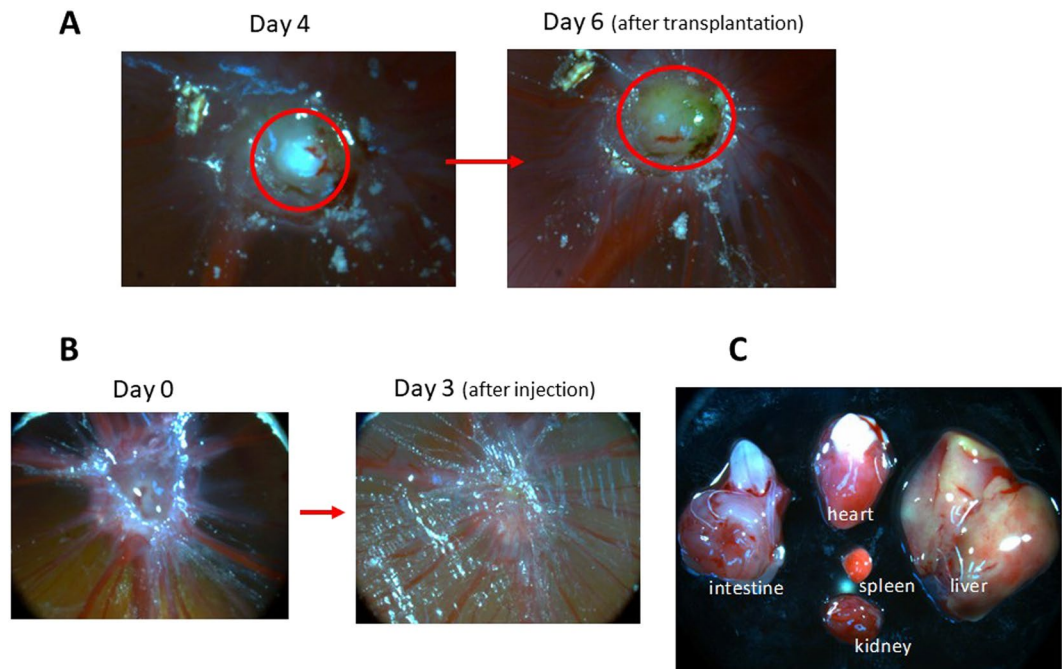 A
Day 4
Day 6 (after transplantation)
B
Day 0
Day 3 (after injection)
C
heart
intestine
spleen
liver
kidney